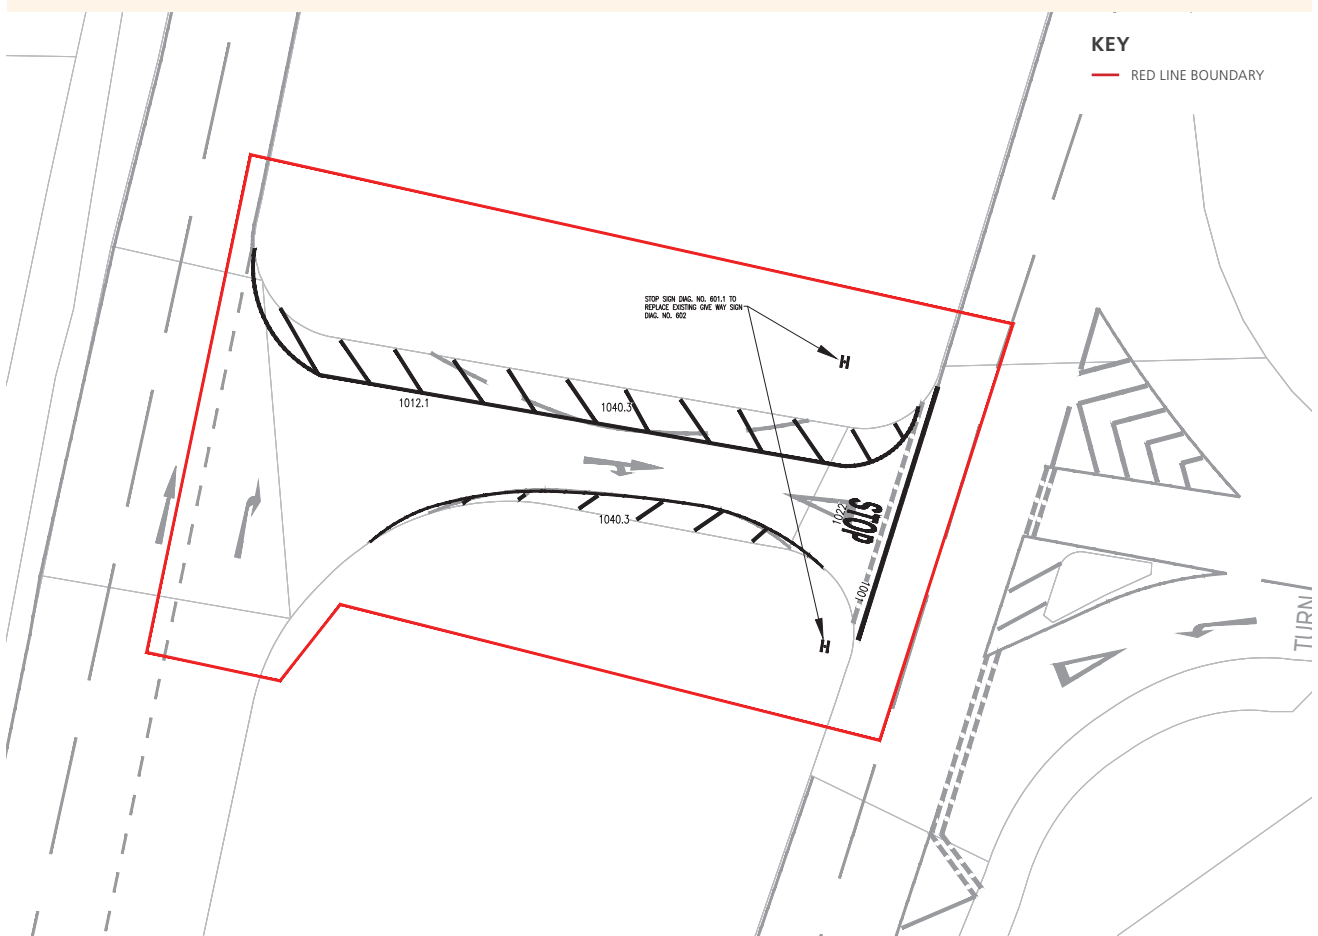 KEY
RED LINE BOUNDARY
STOP SIGN DIAG. NO. 601.1 TO
REPLACE EXISTING GIVE WAY SIGN
DIAG. NO. 602
H
1012.1
1040.3
1022
STOP
1040.3
1001
H
TURN